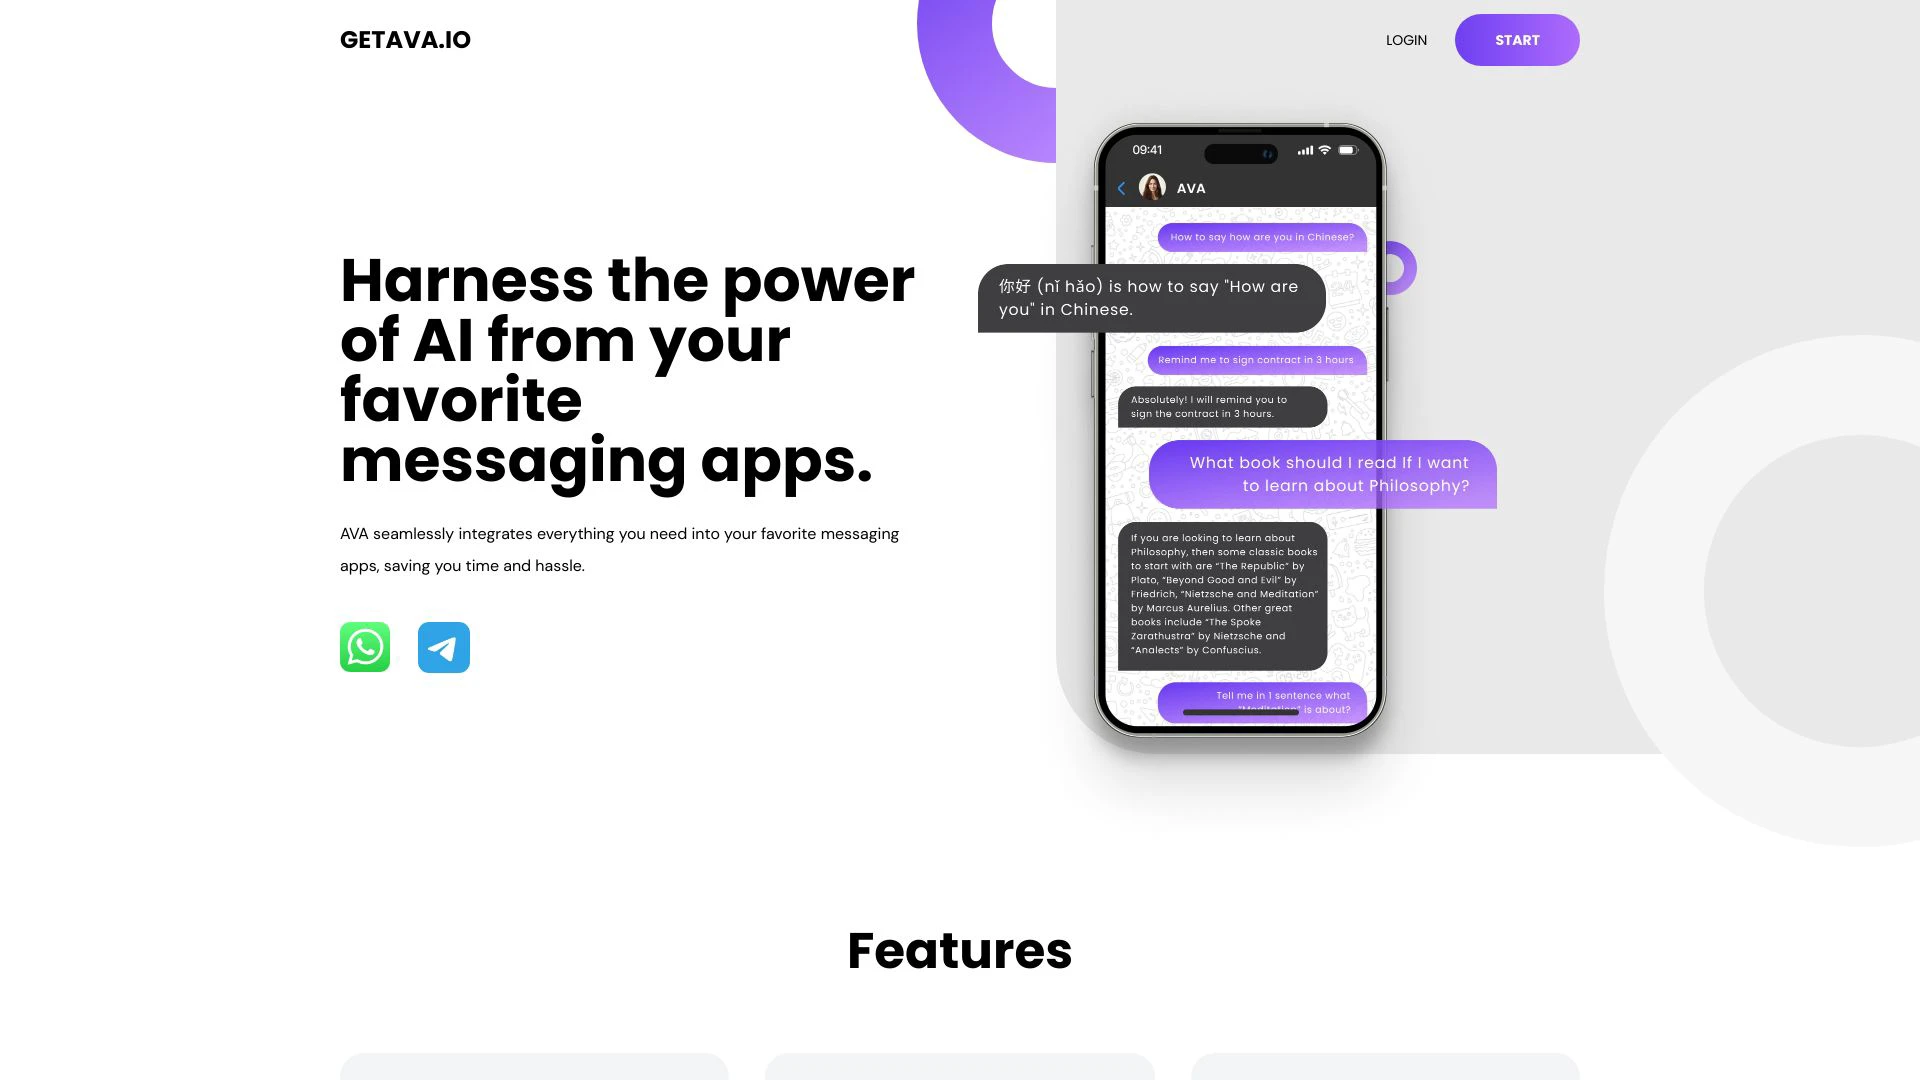 GETAVA.IO
LOGIN
START
Harness the power
of AI from your
favorite
messaging apps.
AVA seamlessly integrates everything you need into your favorite messaging
apps, saving you time and hassle.
09:41
AVA
How to say how are you in Chinese?
你好 (nǐ hǎo) is how to say "How are
you" in Chinese.
Remind me to sign contract in 3 hours
Absolutely! I will remind you to
sign the contract in 3 hours.
What book should I read If I want
to learn about Philosophy?
If you are looking to learn about
Philosophy, then some classic books
to start with are “The Republic” by
Plato, “Beyond Good and Evil” by
Friedrich, “Nietzsche and Meditation”
by Marcus Aurelius. Other great
books include “The Spoke
Zarathustra” by Nietzsche and
“Analects” by Confuscius.
Tell me in 1 sentence what
“Meditation” is about?
Features